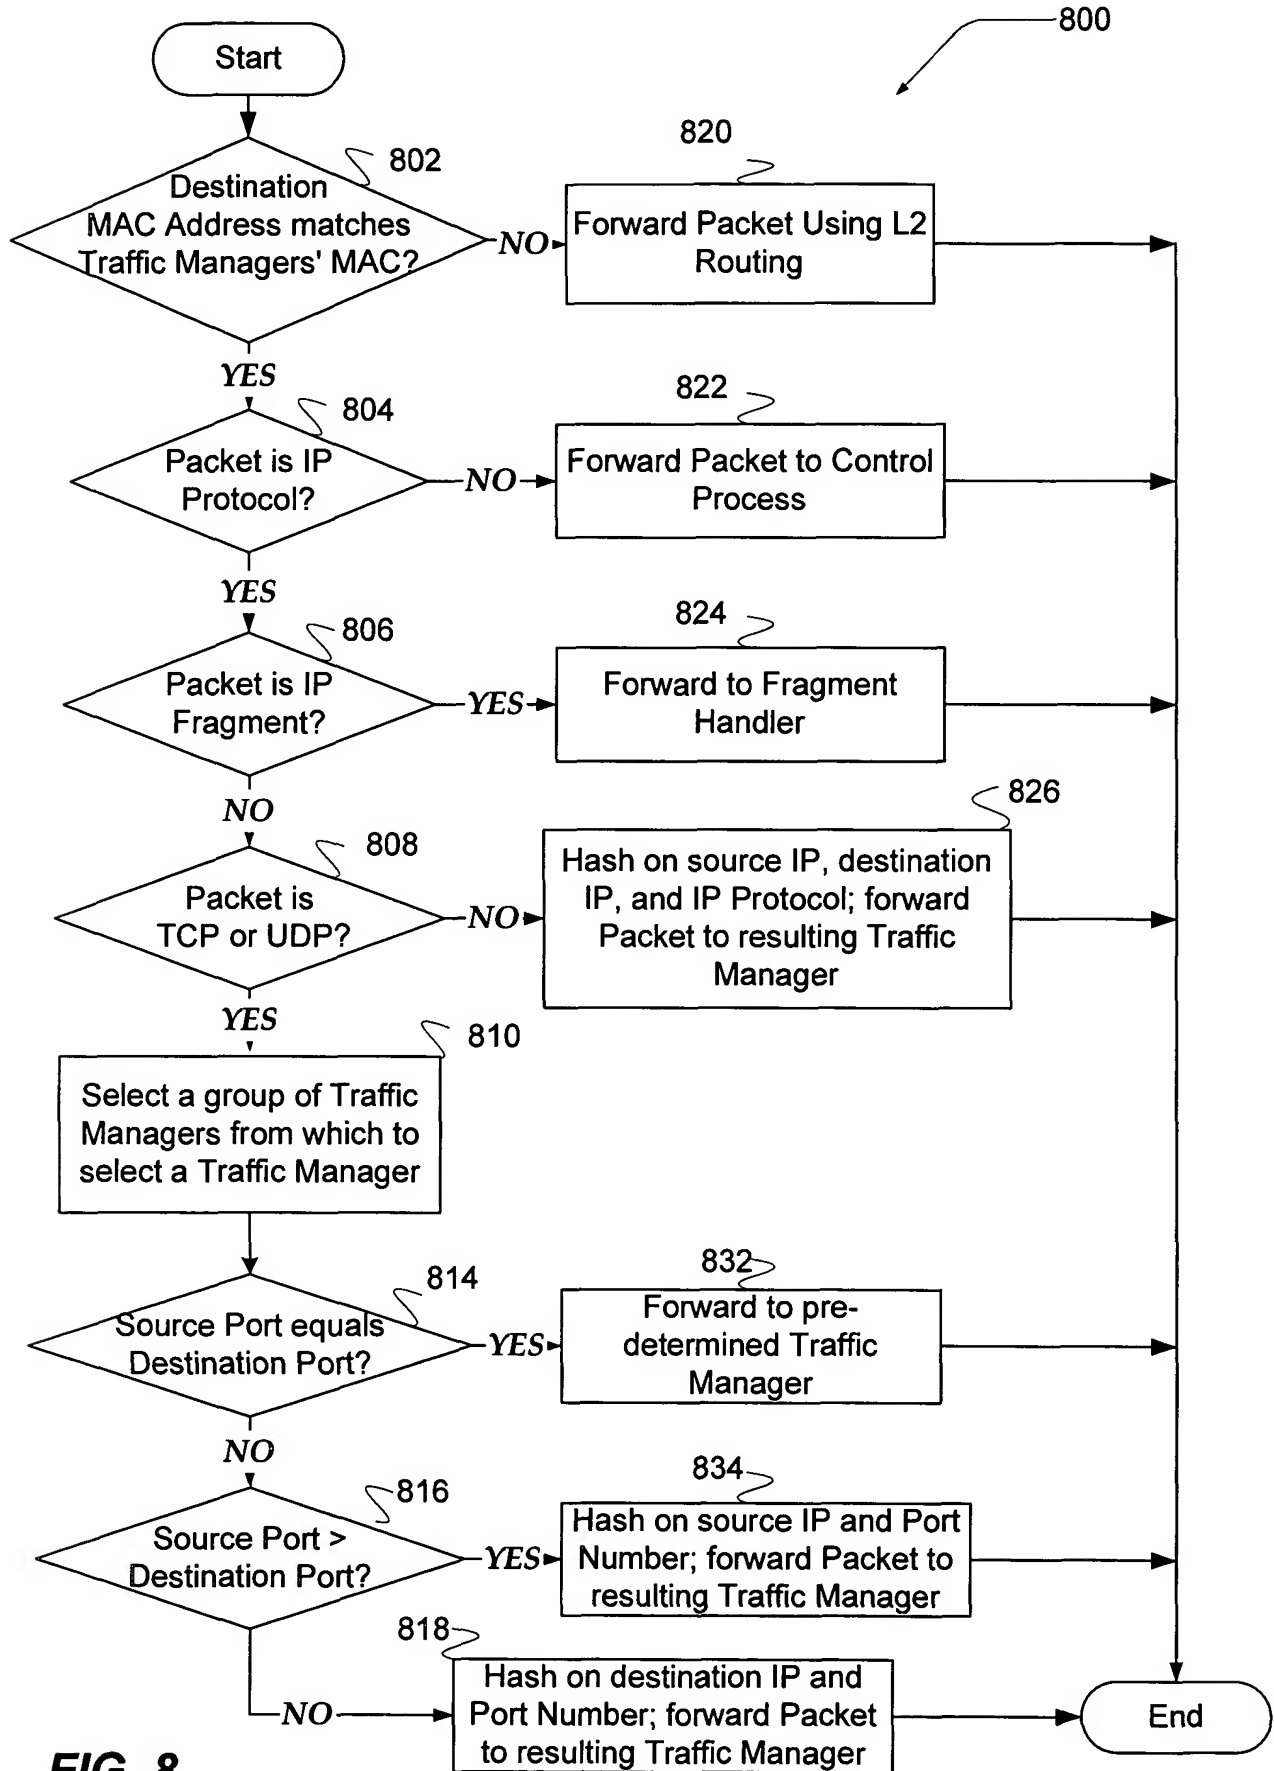 800
Start
802
Destination
MAC Address matches
Traffic Managers' MAC?
NO
820
Forward Packet Using L2
Routing
YES
804
Packet is IP
Protocol?
NO
822
Forward Packet to Control
Process
YES
806
Packet is IP
Fragment?
YES
824
Forward to Fragment
Handler
NO
808
Packet is
TCP or UDP?
NO
826
Hash on source IP, destination
IP, and IP Protocol; forward
Packet to resulting Traffic
Manager
YES
810
Select a group of Traffic
Managers from which to
select a Traffic Manager
814
Source Port equals
Destination Port?
YES
832
Forward to pre-
determined Traffic
Manager
NO
816
Source Port >
Destination Port?
YES
834
Hash on source IP and Port
Number; forward Packet to
resulting Traffic Manager
NO
818
Hash on destination IP and
Port Number; forward Packet
to resulting Traffic Manager
End
FIG. 8